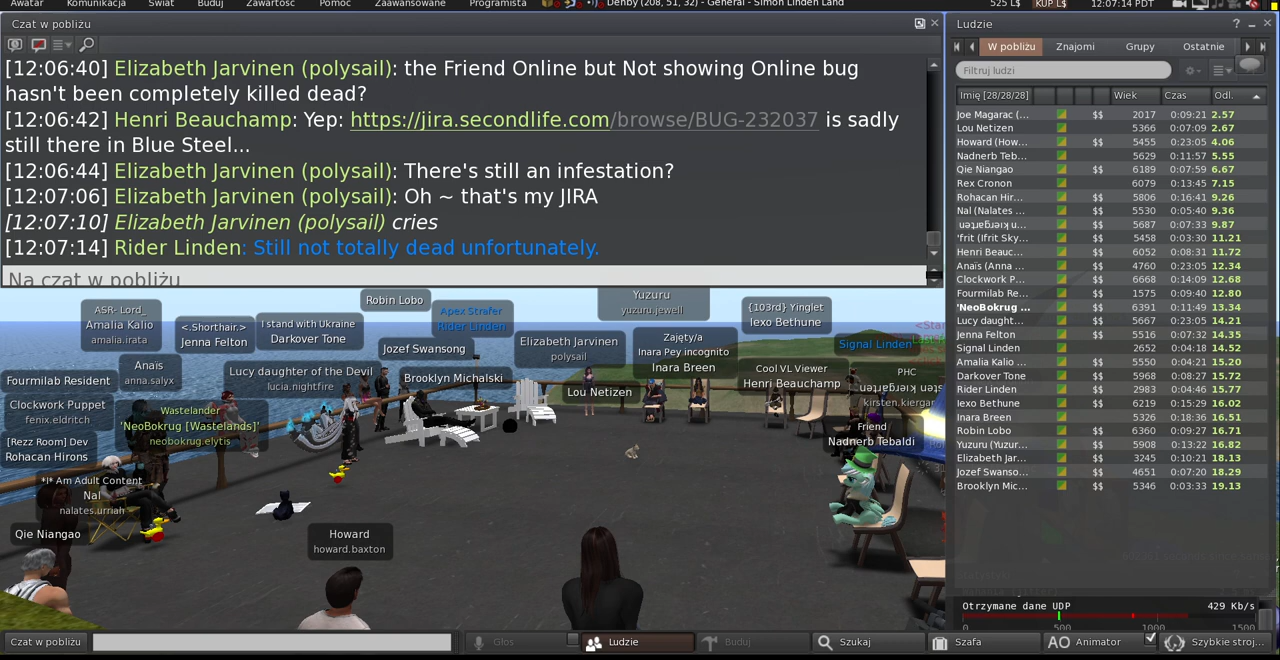 Awatar Komunikacja Świat Buduj Zawartość Pomoc Zaawansowane Programista Denby (208, 51, 32) - General - Simon Linden Land 525 L$ KUP L$ 12:07:14 PDT
Czat w pobliżu
[12:06:40] Elizabeth Jarvinen (polysail): the Friend Online but Not showing Online bug
hasn't been completely killed dead?
[12:06:42] Henri Beauchamp: Yep: https://jira.secondlife.com/browse/BUG-232037 is sadly
still there in Blue Steel...
[12:06:44] Elizabeth Jarvinen (polysail): There's still an infestation?
[12:07:06] Elizabeth Jarvinen (polysail): Oh ~ that's my JIRA
[12:07:10] Elizabeth Jarvinen (polysail) cries
[12:07:14] Rider Linden: Still not totally dead unfortunately.
Na czat w pobliżu
Ludzie
W pobliżu Znajomi Grupy Ostatnie
Filtruj ludzi
Imię [28/28/28] Wiek Czas Odl.
Joe Magarac (... $$ 2017 0:09:21 2.57
Lou Netizen 5366 0:07:09 2.67
Howard (How... $$ 5455 0:23:05 4.06
Nadnerb Teb... 5629 0:11:57 5.55
Qie Niangao $$ 6189 0:07:59 6.67
Rex Cronon 6079 0:13:45 7.15
Rohacan Hir... $$ 5806 0:16:41 9.26
Nal (Nalates ... $$ 5530 0:05:40 9.36
$$ 5687 0:07:33 9.87
'frit (Ifrit Sky... $$ 5458 0:03:30 11.21
Henri Beauc... $$ 6052 0:08:31 11.72
Anaïs (Anna ... $$ 4760 0:23:05 12.34
Clockwork P... $$ 6668 0:14:09 12.68
Fourmilab Re... $$ 1575 0:09:40 12.80
'NeoBokrug ... $$ 6391 0:11:49 13.34
Lucy daught... $$ 5667 0:23:05 14.21
Jenna Felton $$ 5516 0:07:32 14.35
Signal Linden 2652 0:04:18 14.52
Amalia Kalio ... $$ 5550 0:04:21 15.20
Darkover Tone $$ 5968 0:08:27 15.72
Rider Linden $$ 2983 0:04:46 15.77
Iexo Bethune $$ 6219 0:15:29 16.02
Inara Breen 5326 0:18:36 16.51
Robin Lobo $$ 6360 0:09:27 16.71
Yuzuru (Yuzur... $$ 5908 0:13:22 16.82
Elizabeth Jar... $$ 3245 0:10:21 18.13
Jozef Swanso... $$ 4651 0:07:20 18.29
Brooklyn Mic... $$ 5346 0:03:33 19.13
ASR- Lord_
Amalia Kalio
amalia.irata
<.Shorthair.>
Jenna Felton
I stand with Ukraine
Darkover Tone
Robin Lobo
Apex Strafer
Rider Linden
Yuzuru
yuzuru.jewell
{103rd} Yinglet
Iexo Bethune
Jozef Swansong
Elizabeth Jarvinen
polysail
Zajęty/a
Inara Pey incognito
Inara Breen
Signal Linden
Anaïs
anna.salyx
Lucy daughter of the Devil
lucia.nightfire
Brooklyn Michalski
Lou Netizen
Cool VL Viewer
Henri Beauchamp
PHC
kirsten.kiergar
Fourmilab Resident
Clockwork Puppet
fenix.eldritch
Wastelander
'NeoBokrug [Wastelands]'
neobokrug.elytis
[Rezz Room] Dev
Rohacan Hirons
Friend
Nadnerb Tebaldi
*I* Am Adult Content
Nal
nalates.urriah
Qie Niangao
Howard
howard.baxton
Otrzymane dane UDP 429 Kb/s
0 500 1000 1500
Czat w pobliżu Głos Ludzie Buduj Szukaj Szafa AO Animator Szybkie stroj...